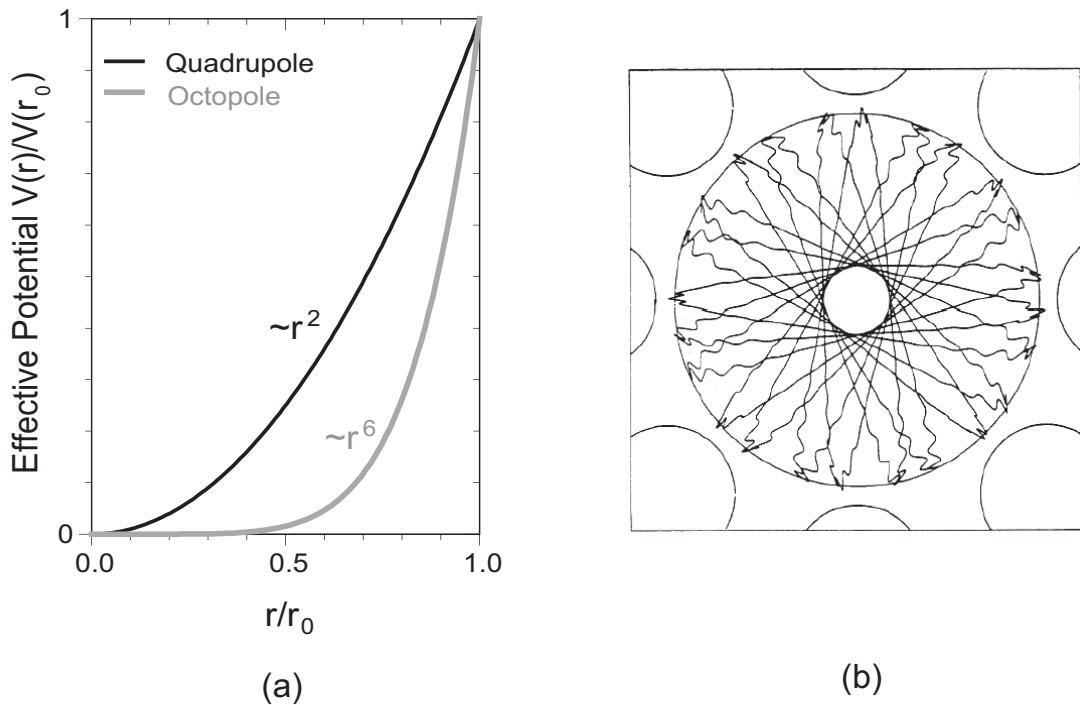 Effective Potential V(r)/V(r₀)
1
0
Quadrupole
Octopole
~r²
~r⁶
0.0 0.5 1.0
r/r₀
(a)
(b)